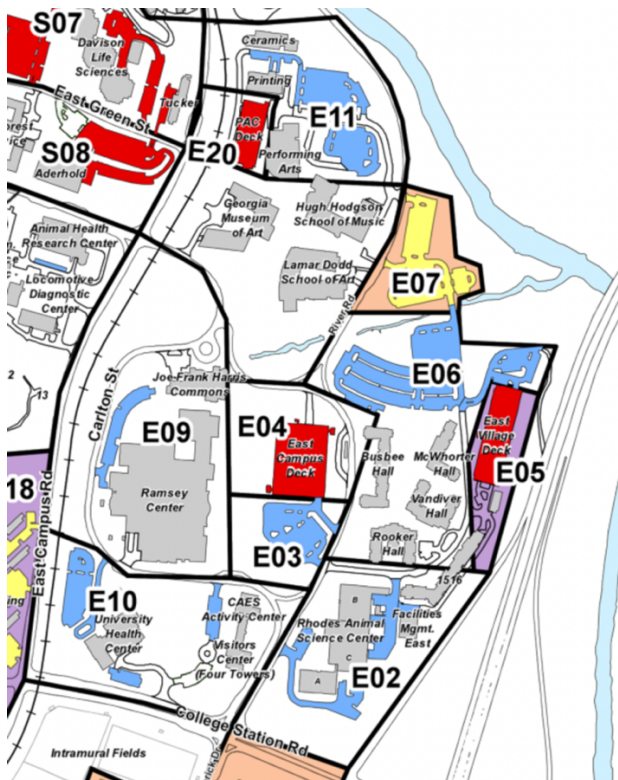 S07
Davison
Life
Sciences
Ceramics
Printing
E11
East Green St
Tucker
PAC
Deck
S08
Aderhold
E20
Performing
Arts
Georgia
Museum
of Art
Hugh Hodgson
School of Music
Animal Health
Research Center
Locomotive
Diagnostic
Center
Lamar Dodd
School of Art
E07
River Rd
2
13
Carlton St
Joe Frank Harris
Commons
E06
E09
E04
East
Campus
Deck
East
Village
Deck
E05
Busbee
Hall
McWhorter
Hall
Vandiver
Hall
Ramsey
Center
18
East Campus Rd
E03
Rooker
Hall
1516
E10
University
Health
Center
CAES
Activity Center
Visitors
Center
(Four Towers)
B
Rhodes Animal
Science Center
C
A
Facilities
Mgmt.
East
E02
College Station Rd
Intramural Fields